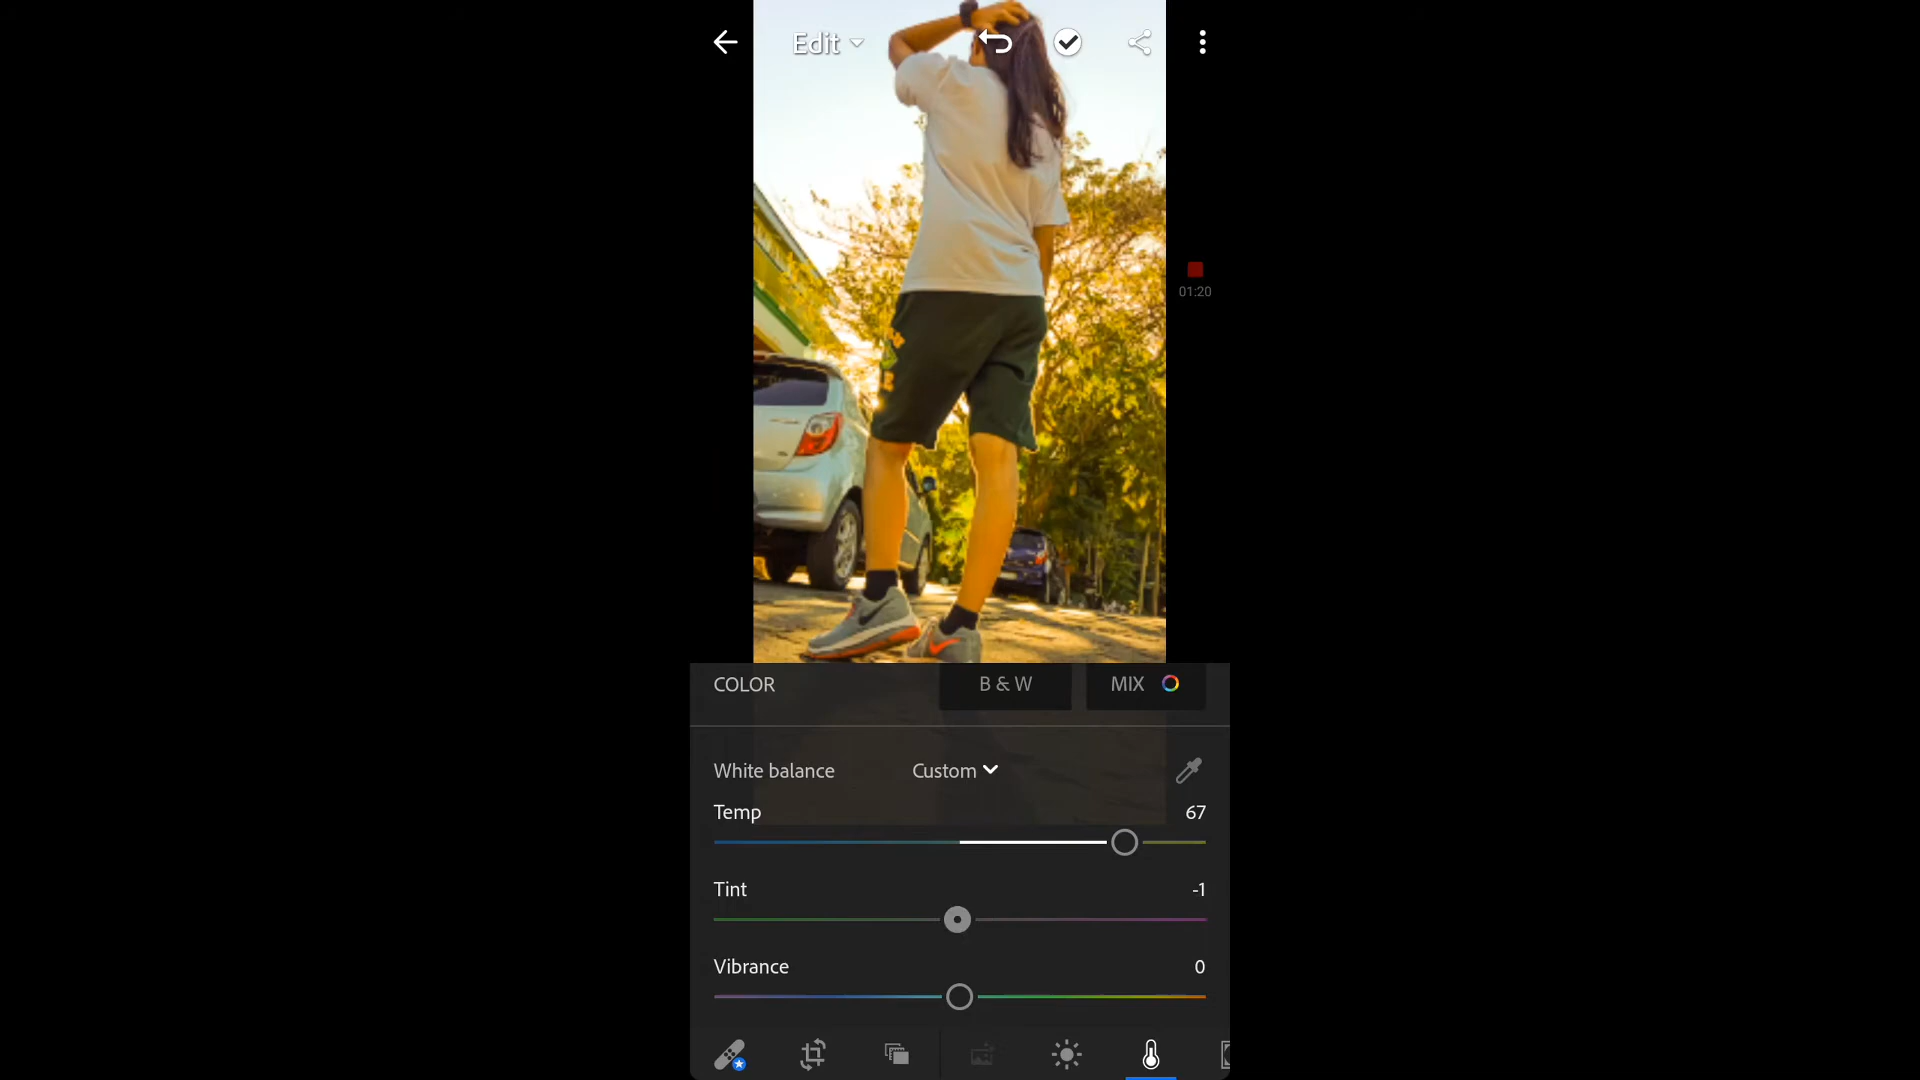 Edit
01:20
COLOR B & W MIX
White balance Custom
Temp 67
Tint -1
Vibrance 0